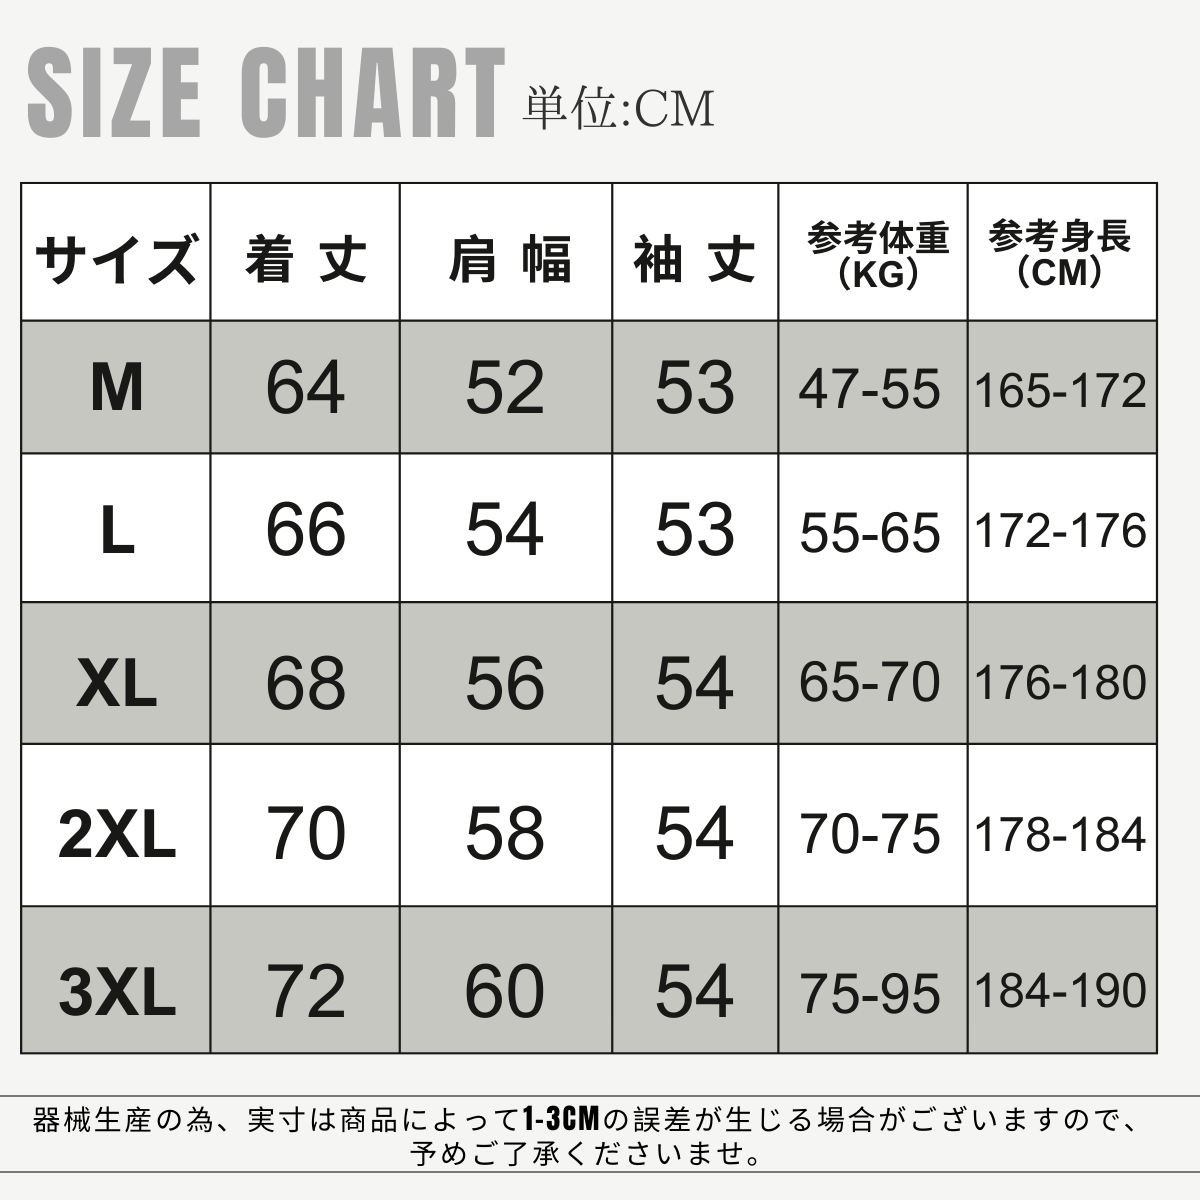 SIZE CHART 単位:CM
サイズ 着丈 肩幅 袖丈 参考体重(KG) 参考身長(CM)
M 64 52 53 47-55 165-172
L 66 54 53 55-65 172-176
XL 68 56 54 65-70 176-180
2XL 70 58 54 70-75 178-184
3XL 72 60 54 75-95 184-190
器械生産の為、実寸は商品によって1-3CMの誤差が生じる場合がございますので、
予めご了承くださいませ。